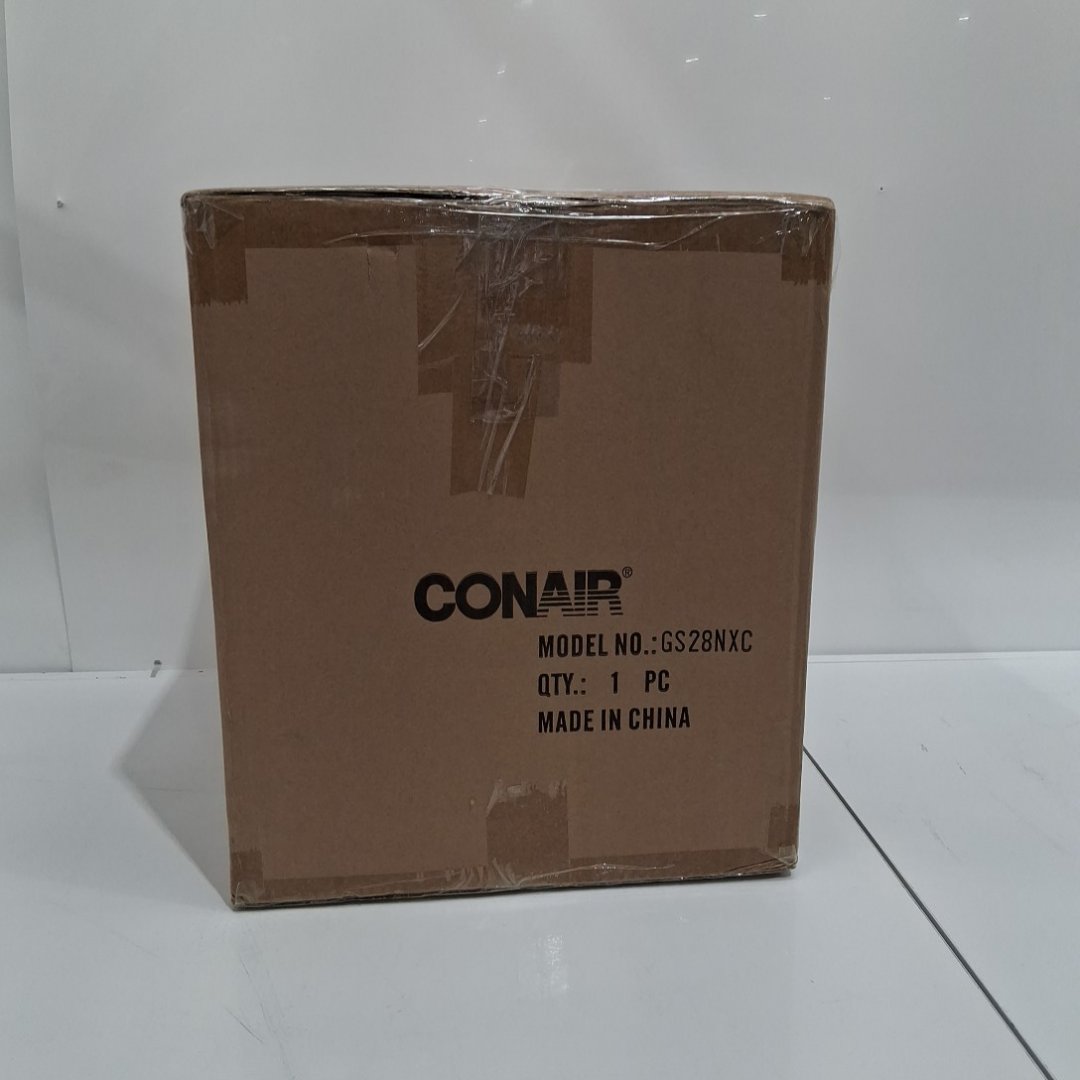 CONAIR®
MODEL NO.:GS28NXC
QTY.: 1 PC
MADE IN CHINA